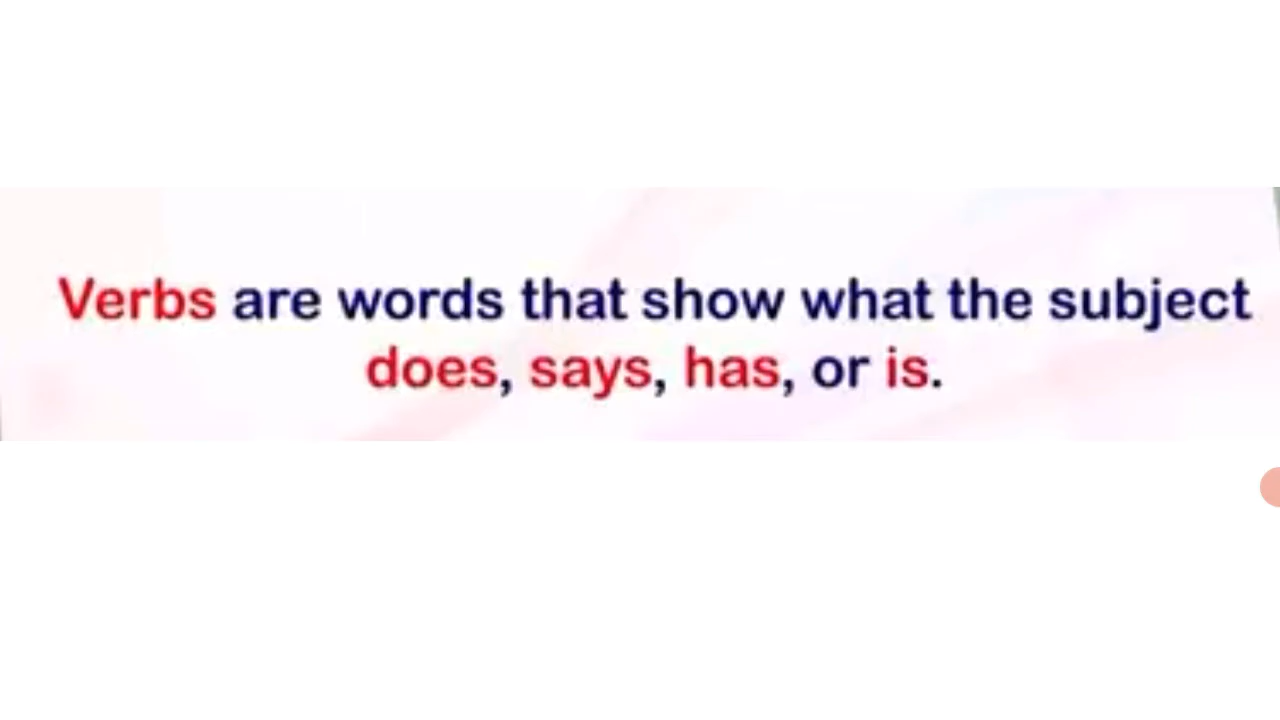 Verbs are words that show what the subject
does, says, has, or is.